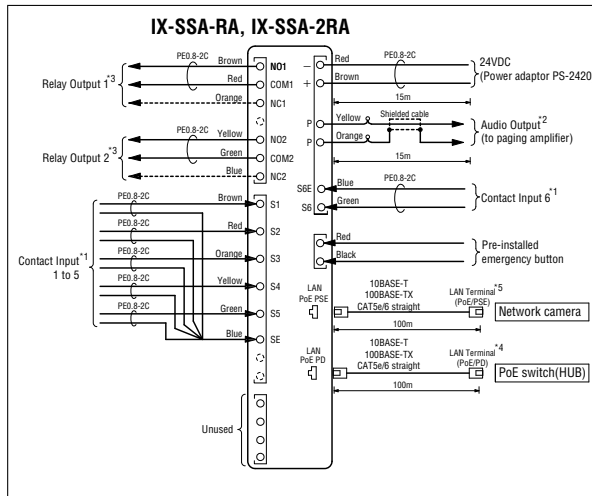 IX-SSA-RA, IX-SSA-2RA
Relay Output 1*3
PE0.8-2C
Brown
NO1
Red
COM1
Orange
NC1
Relay Output 2*3
PE0.8-2C
Yellow
NO2
Green
COM2
Blue
NC2
Contact Input*1
1 to 5
PE0.8-2C
Brown
S1
PE0.8-2C
Red
S2
PE0.8-2C
Orange
S3
PE0.8-2C
Yellow
S4
PE0.8-2C
Green
S5
Blue
SE
Unused
−
Red
PE0.8-2C
+
Brown
24VDC
(Power adaptor PS-2420
15m
P
Yellow
Shielded cable
P
Orange
Audio Output*2
(to paging amplifier)
15m
S6E
Blue
PE0.8-2C
S6
Green
Contact Input 6*1
Red
Black
Pre-installed
emergency button
LAN
PoE PSE
10BASE-T
100BASE-TX
CAT5e/6 straight
LAN Terminal*5
(PoE/PSE)
Network camera
100m
LAN
PoE PD
10BASE-T
100BASE-TX
CAT5e/6 straight
LAN Terminal*4
(PoE/PD)
PoE switch(HUB)
100m